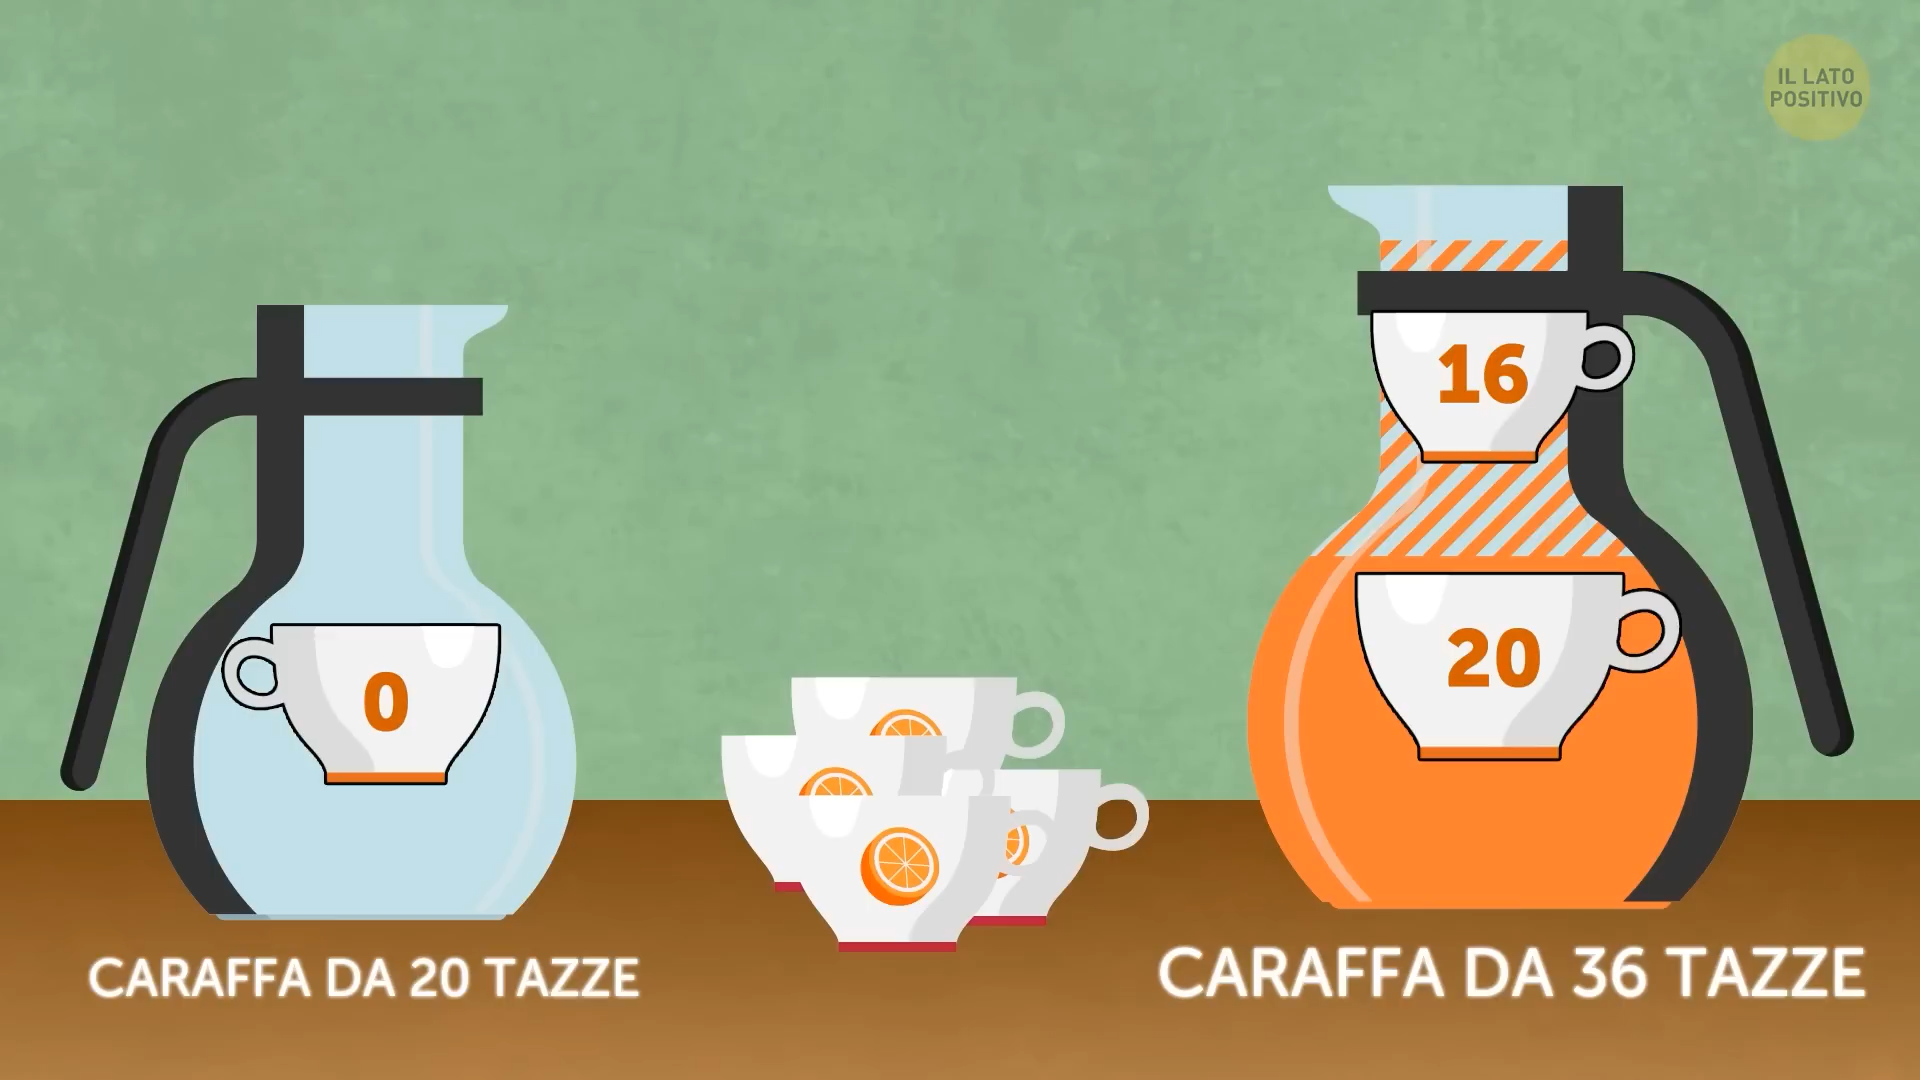 IL LATO
POSITIVO
16
20
0
CARAFFA DA 20 TAZZE
CARAFFA DA 36 TAZZE